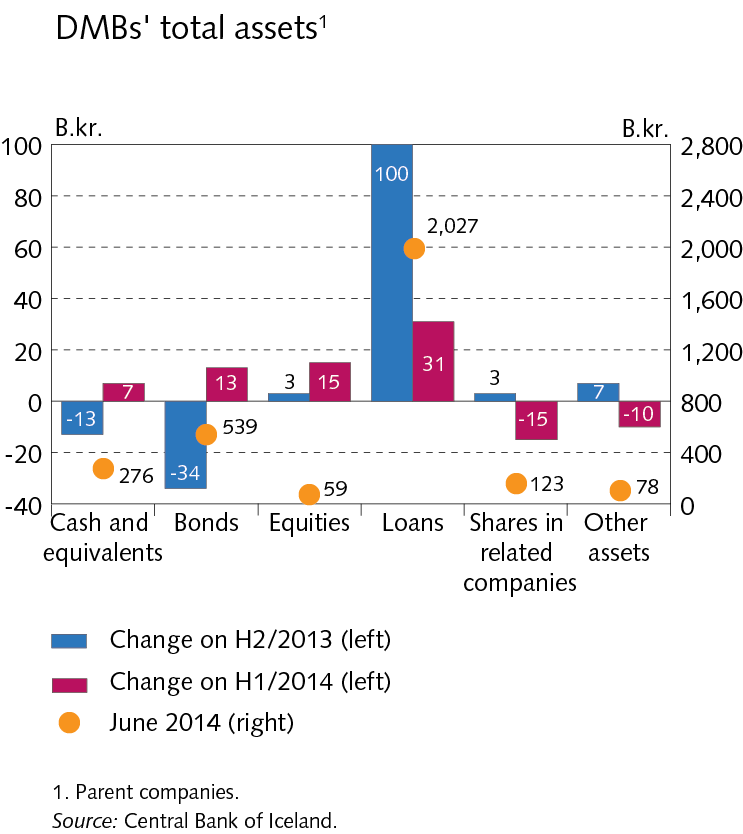 DMBs' total assets¹
B.kr. B.kr.
100 2,800
80 2,400
60 2,000
40 1,600
20 1,200
0 800
-20 400
-40 0
100
2,027
3 15 31 3
7 13 7
-13 -15 -10
539
-34
276 59 123 78
Cash and equivalents
Bonds
Equities
Loans
Shares in related companies
Other assets
Change on H2/2013 (left)
Change on H1/2014 (left)
June 2014 (right)
1. Parent companies.
Source: Central Bank of Iceland.